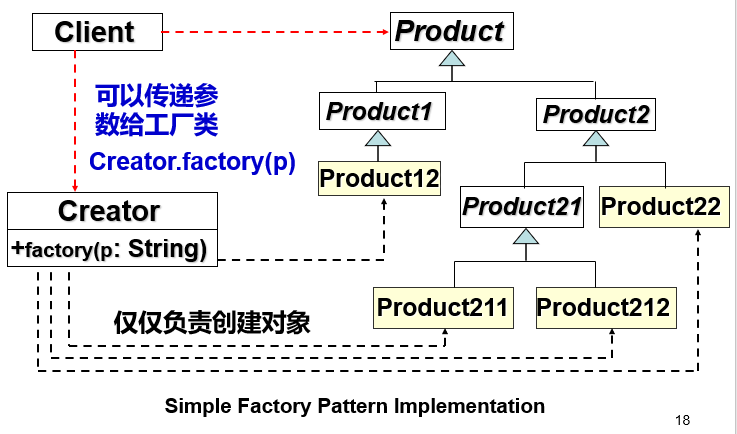 Client
Product
可以传递参
数给工厂类
Creator.factory(p)
Product1
Product2
Product12
Creator
+factory(p: String)
Product21
Product22
Product211
Product212
仅仅负责创建对象
Simple Factory Pattern Implementation
18